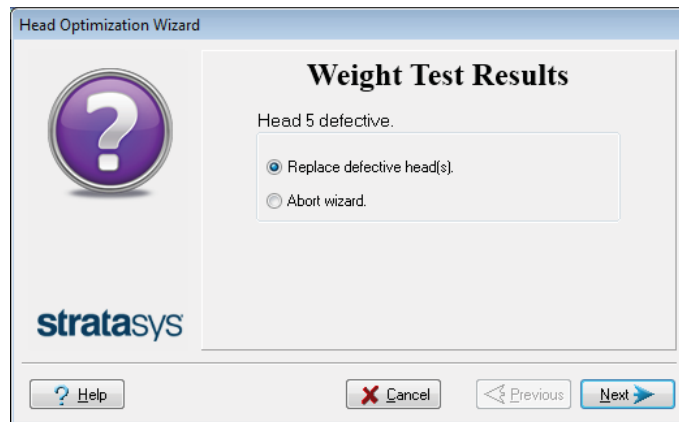 Head Optimization Wizard
Weight Test Results
Head 5 defective.
Replace defective head(s).
Abort wizard.
stratasys
? Help
Cancel
Previous
Next